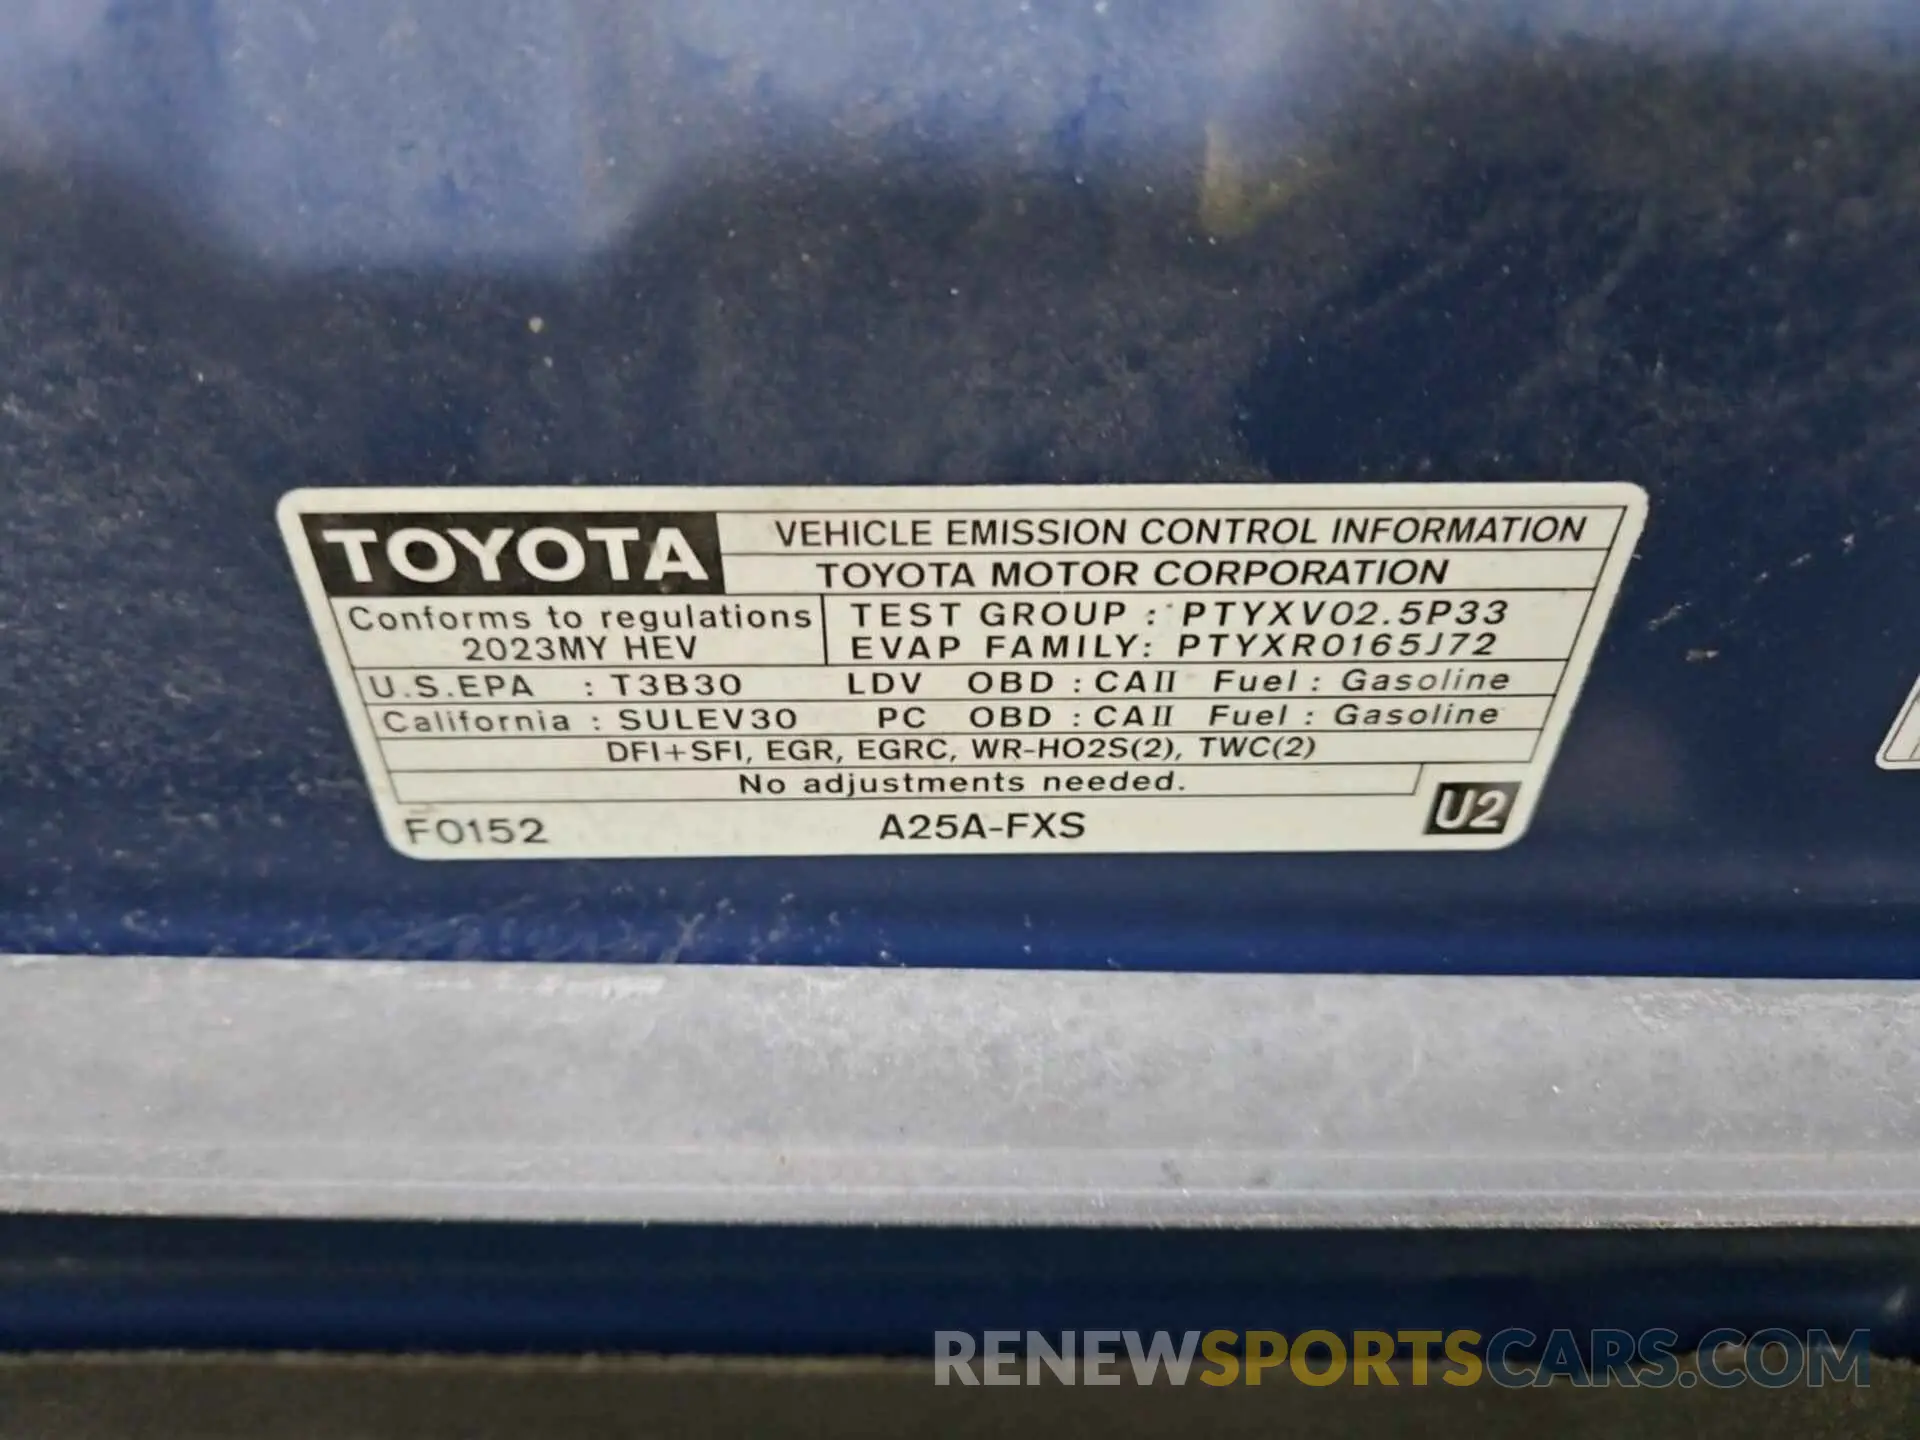 TOYOTA
VEHICLE EMISSION CONTROL INFORMATION
TOYOTA MOTOR CORPORATION
Conforms to regulations
2023MY HEV
TEST GROUP : PTYXV02.5P33
EVAP FAMILY: PTYXR0165J72
U.S.EPA : T3B30 LDV OBD : CAII Fuel : Gasoline
California : SULEV30 PC OBD : CAII Fuel : Gasoline
DFI+SFI, EGR, EGRC, WR-HO2S(2), TWC(2)
No adjustments needed.
F0152 A25A-FXS U2
RENEWSPORTSCARS.COM